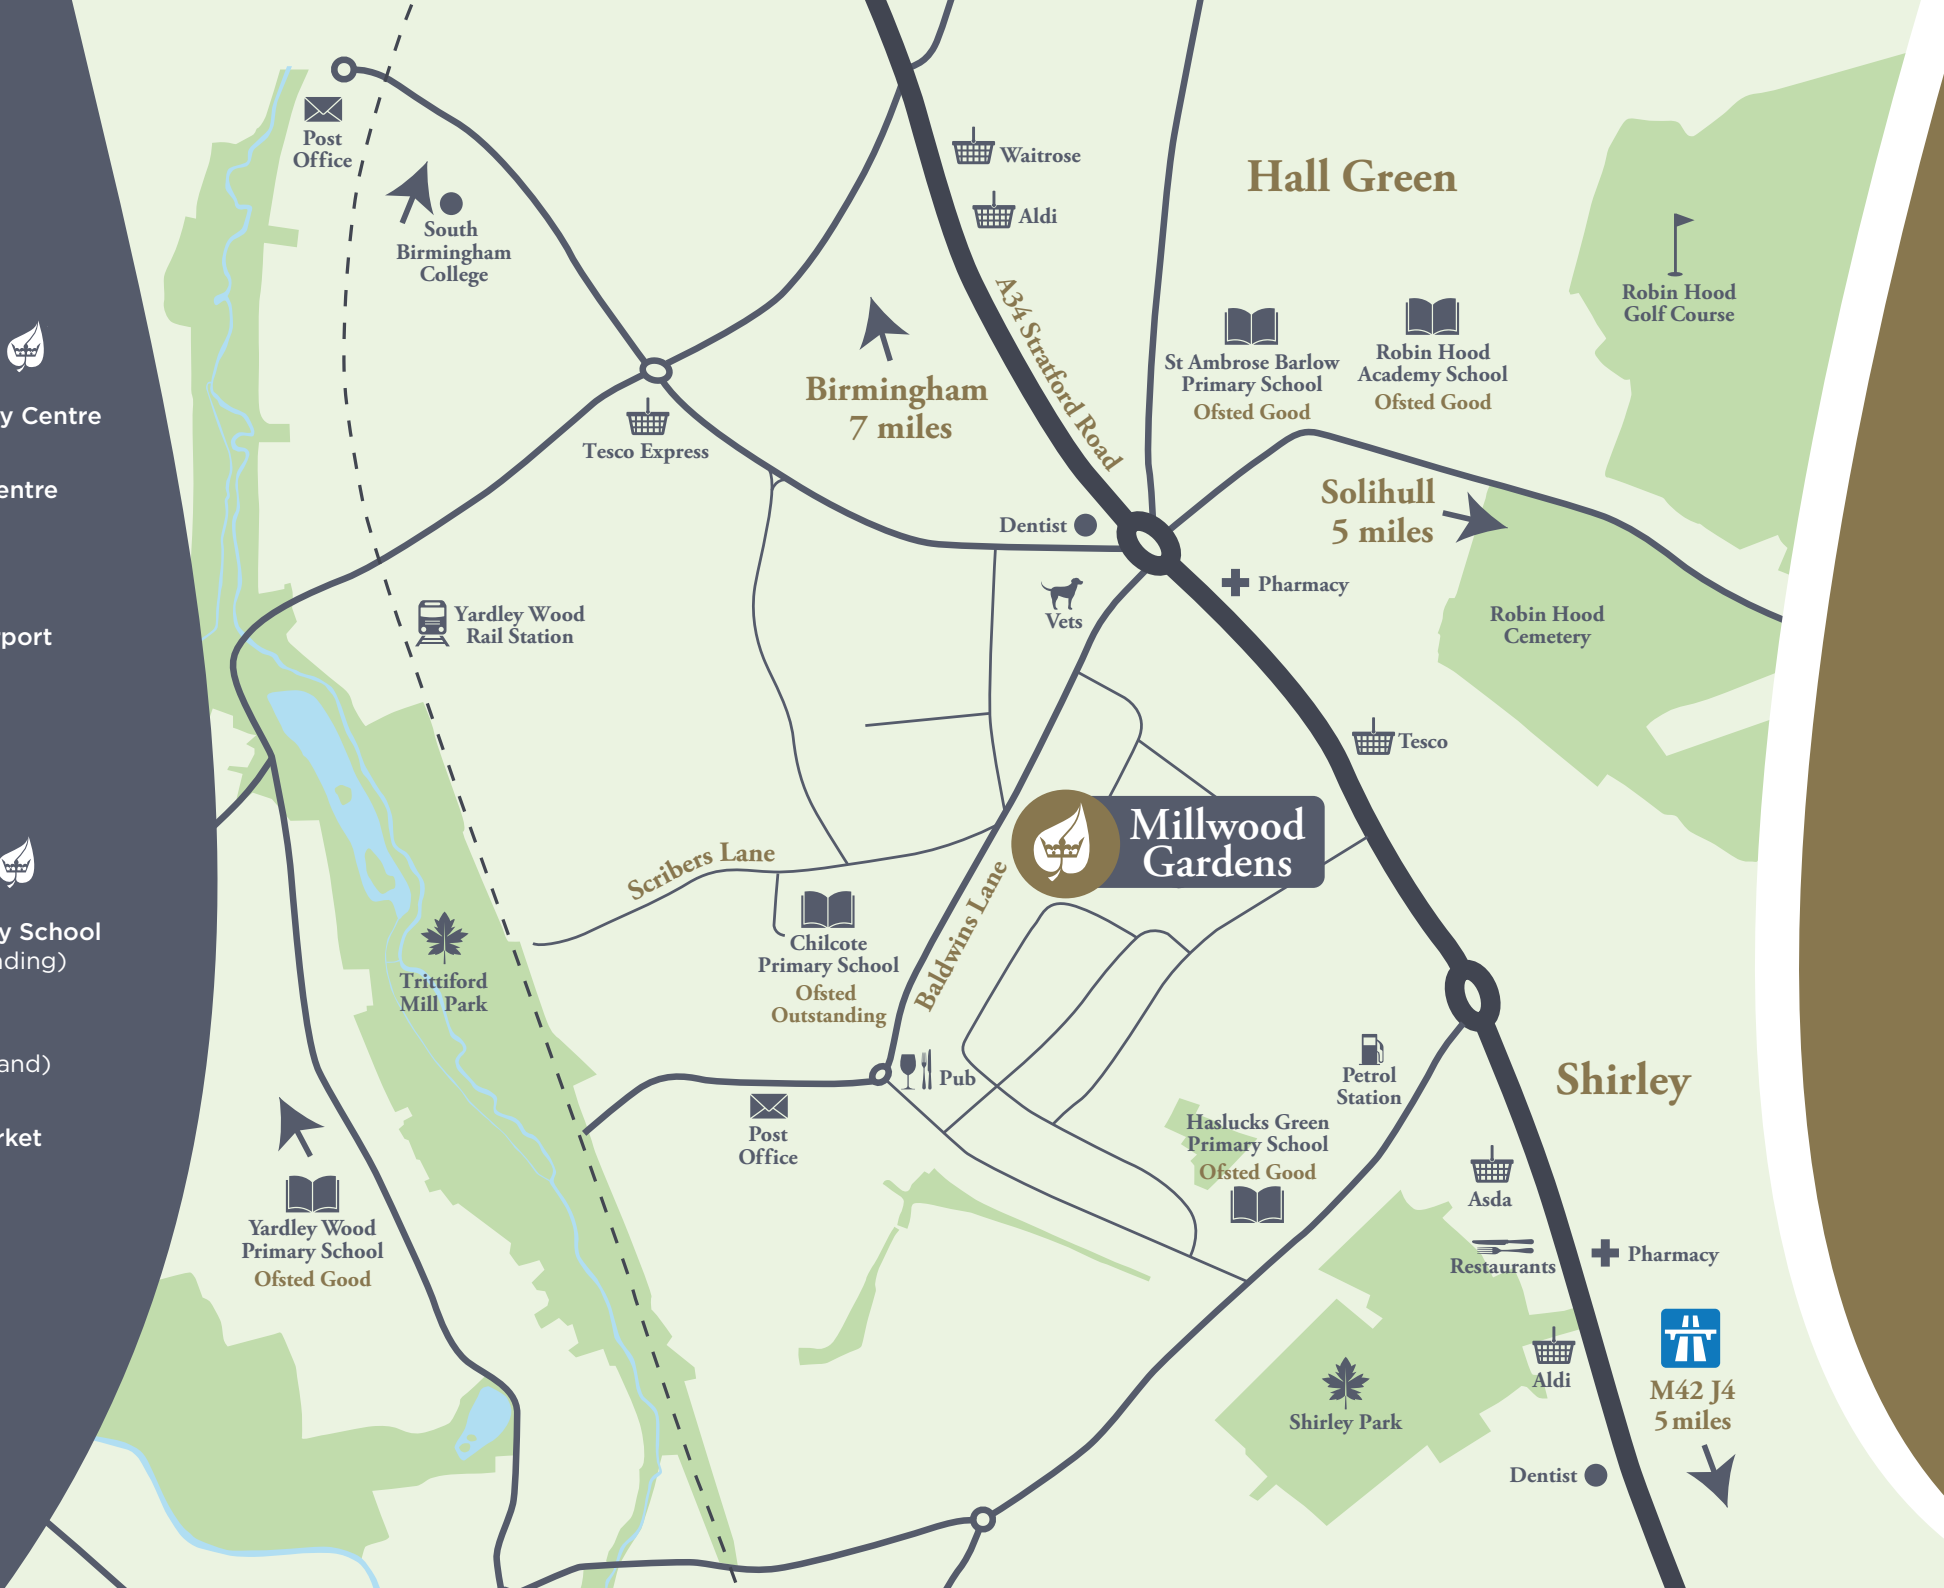 y Centre
entre
rport
y School
nding)
and)
rket
Post
Office
South
Birmingham
College
Waitrose
Aldi
Hall Green
Robin Hood
Golf Course
A34 Stratford Road
St Ambrose Barlow
Primary School
Ofsted Good
Robin Hood
Academy School
Ofsted Good
Birmingham
7 miles
Tesco Express
Solihull
5 miles
Dentist
Pharmacy
Vets
Robin Hood
Cemetery
Yardley Wood
Rail Station
Tesco
Millwood
Gardens
Scribers Lane
Baldwins Lane
Chilcote
Primary School
Ofsted
Outstanding
Trittiford
Mill Park
Pub
Post
Office
Petrol
Station
Shirley
Haslucks Green
Primary School
Ofsted Good
Asda
Restaurants
Pharmacy
Yardley Wood
Primary School
Ofsted Good
Aldi
M42 J4
5 miles
Shirley Park
Dentist